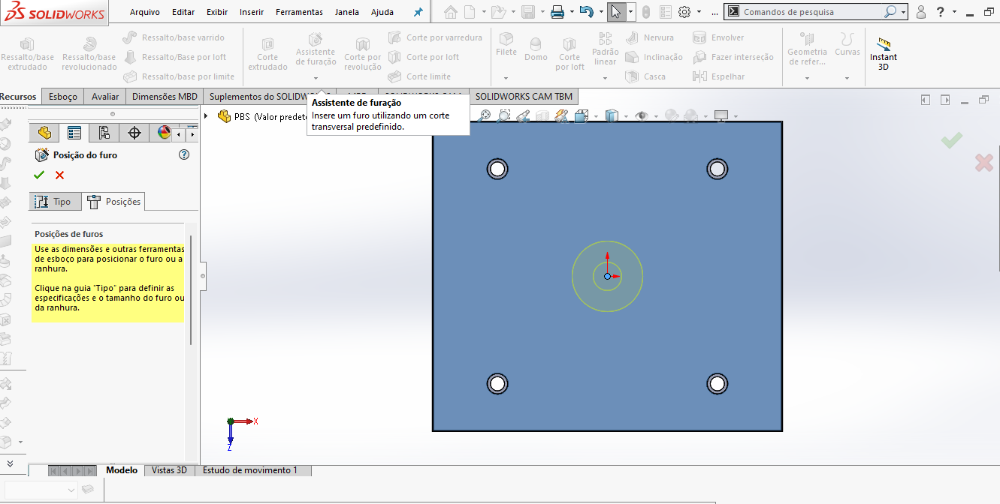 SOLIDWORKS
Arquivo Editar Exibir Inserir Ferramentas Janela Ajuda
... Comandos de pesquisa ?
Ressalto/base extrudado
Ressalto/base revolucionado
Ressalto/base varrido
Ressalto/Base por loft
Ressalto/base por limite
Corte extrudado
Assistente de furação
Corte por revolução
Corte por varredura
Corte por loft
Corte limite
Filete
Domo
Corte por loft
Padrão linear
Nervura
Inclinação
Casca
Envolver
Fazer interseção
Espelhar
Geometria de refer...
Curvas
Instant 3D
Recursos Esboço Avaliar Dimensões MBD Suplementos do SOLIDWORKS MBD SOLIDWORKS CAM SOLIDWORKS CAM TBM
Assistente de furação
Insere um furo utilizando um corte
transversal predefinido.
PBS (Valor predet
Posição do furo
?
Tipo Posições
Posições de furos
Use as dimensões e outras ferramentas
de esboço para posicionar o furo ou a
ranhura.
Clique na guia "Tipo" para definir as
especificações e o tamanho do furo ou
da ranhura.
X
Z
Modelo Vistas 3D Estudo de movimento 1